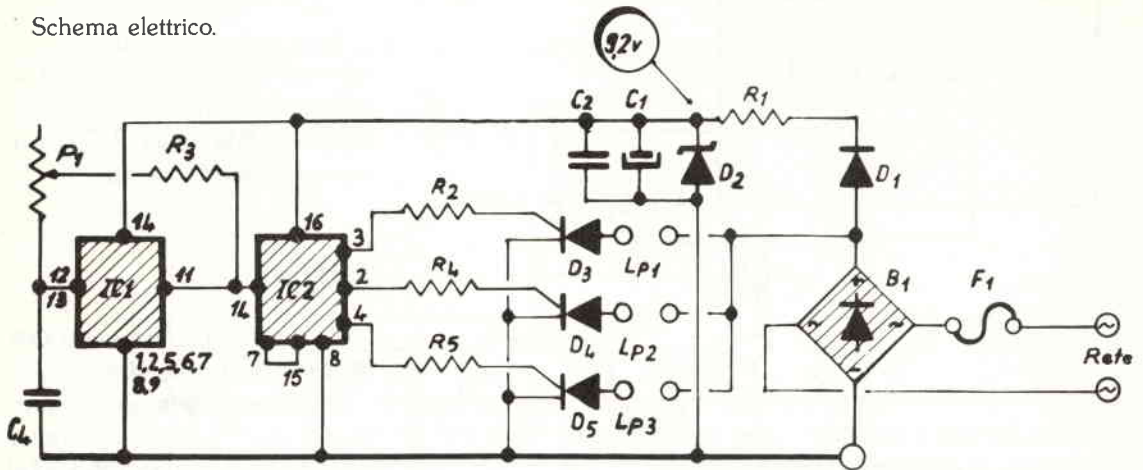 Schema elettrico.
9,2v
C2
C1
R1
P1
R3
D2
D1
14
16
3
R2
12
13
IC1
11
14
IC2
2
R4
D3
Lp1
B1
F1
4
R5
D4
Lp2
Rete
1,2,5,6,7
8,9
7
15
8
D5
Lp3
C4
+
~
~
-
~
~